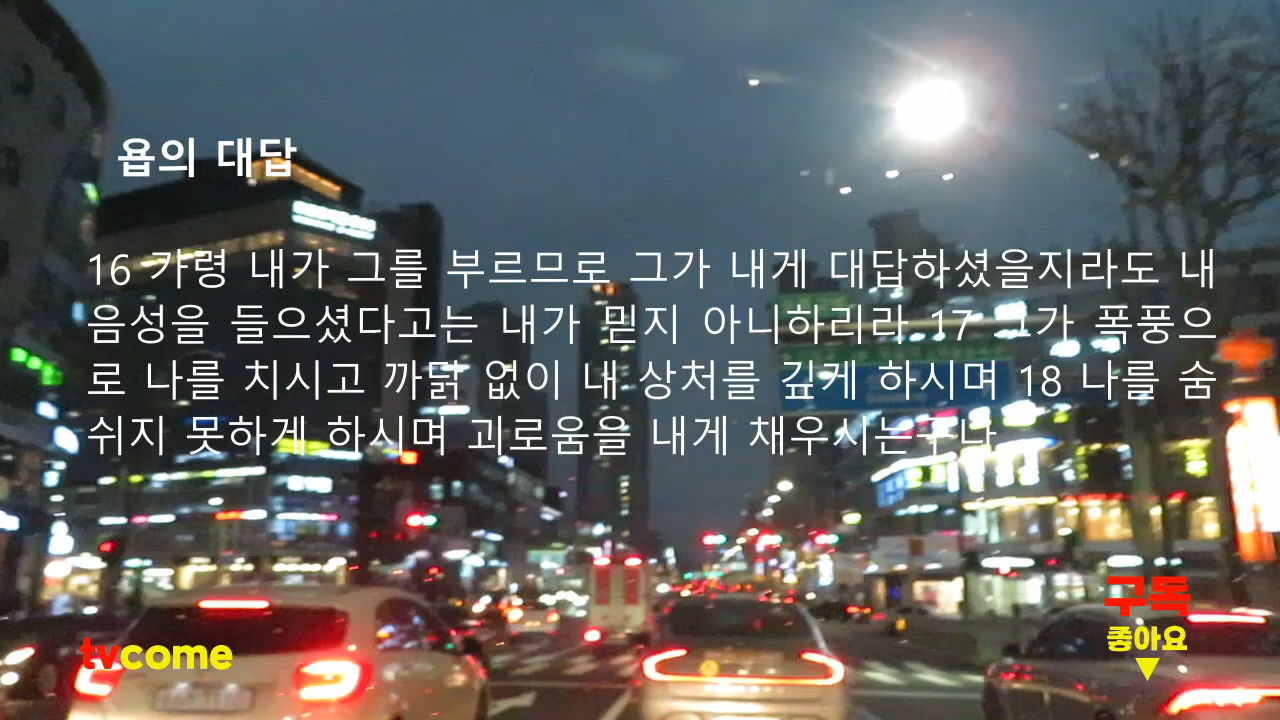 욥의 대답
16 캬령 내가 그를 부르므로 그가 내게 대답하셨을지라도 내
음성을 들으셨다고는 내가 믿지 아니하리라 17 그가 폭풍으
로 나를 치시고 까닭 없이 내 상처를 깊게 하시며 18 나를 숨
쉬지 못하게 하시며 괴로움을 내게 채우시는구나
구독
좋아요
tvcome